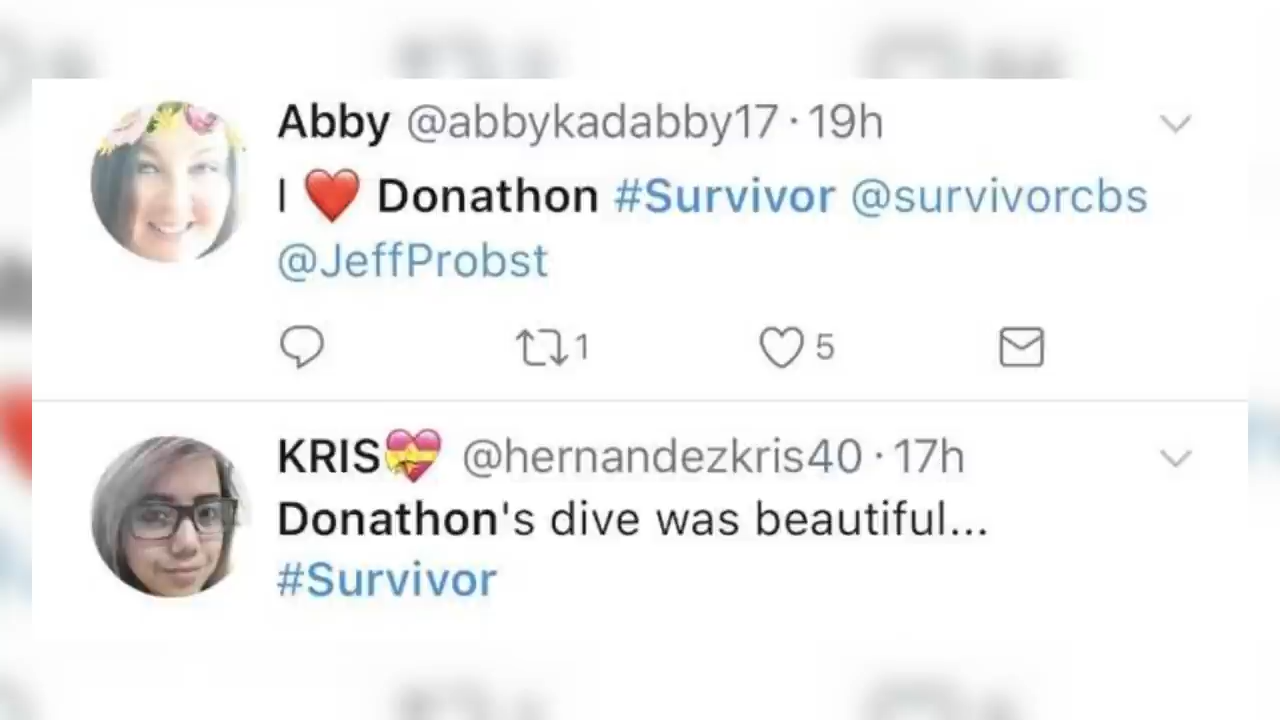 Abby @abbykadabby17 · 19h
I ❤️ Donathon #Survivor @survivorcbs
@JeffProbst
1 5
KRIS💝 @hernandezkris40 · 17h
Donathon's dive was beautiful...
#Survivor